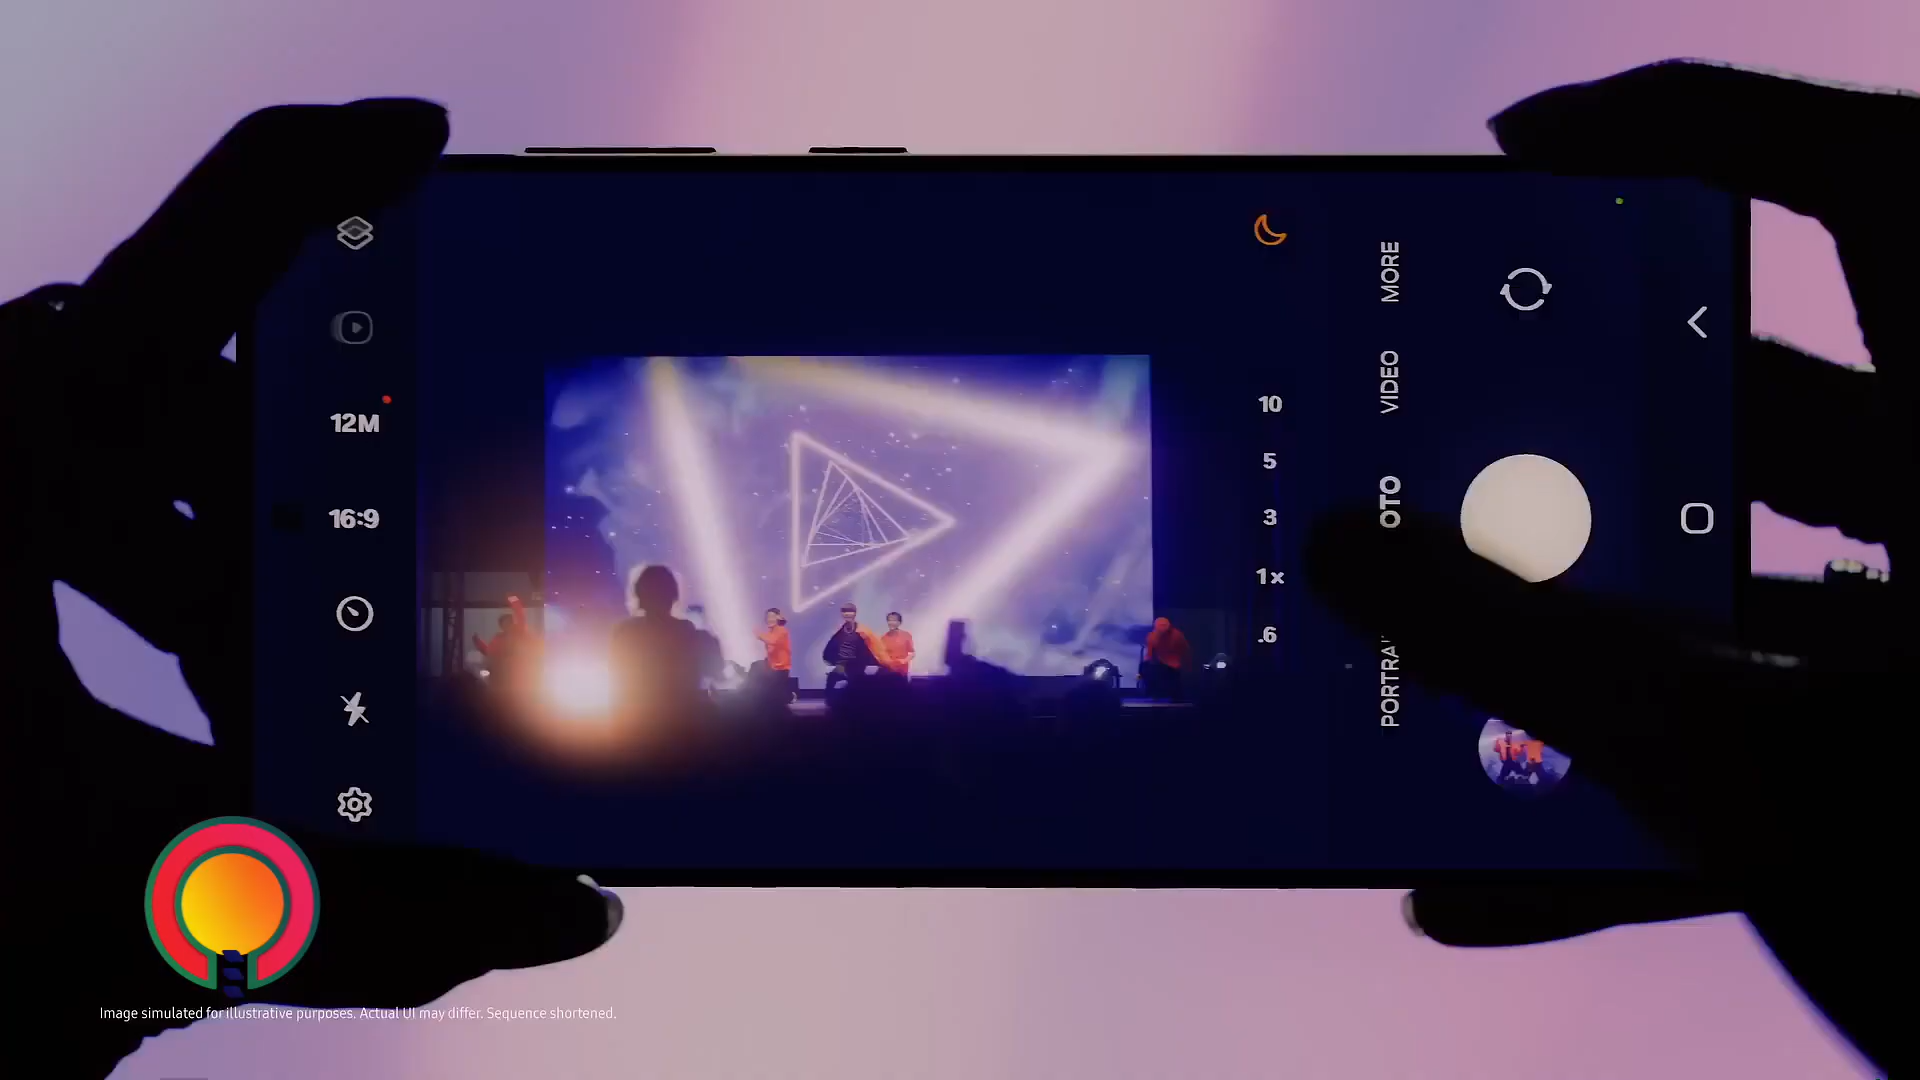 12M
16:9
10
5
3
1x
.6
MORE
VIDEO
OTO
PORTRA
Image simulated for illustrative purposes. Actual UI may differ. Sequence shortened.